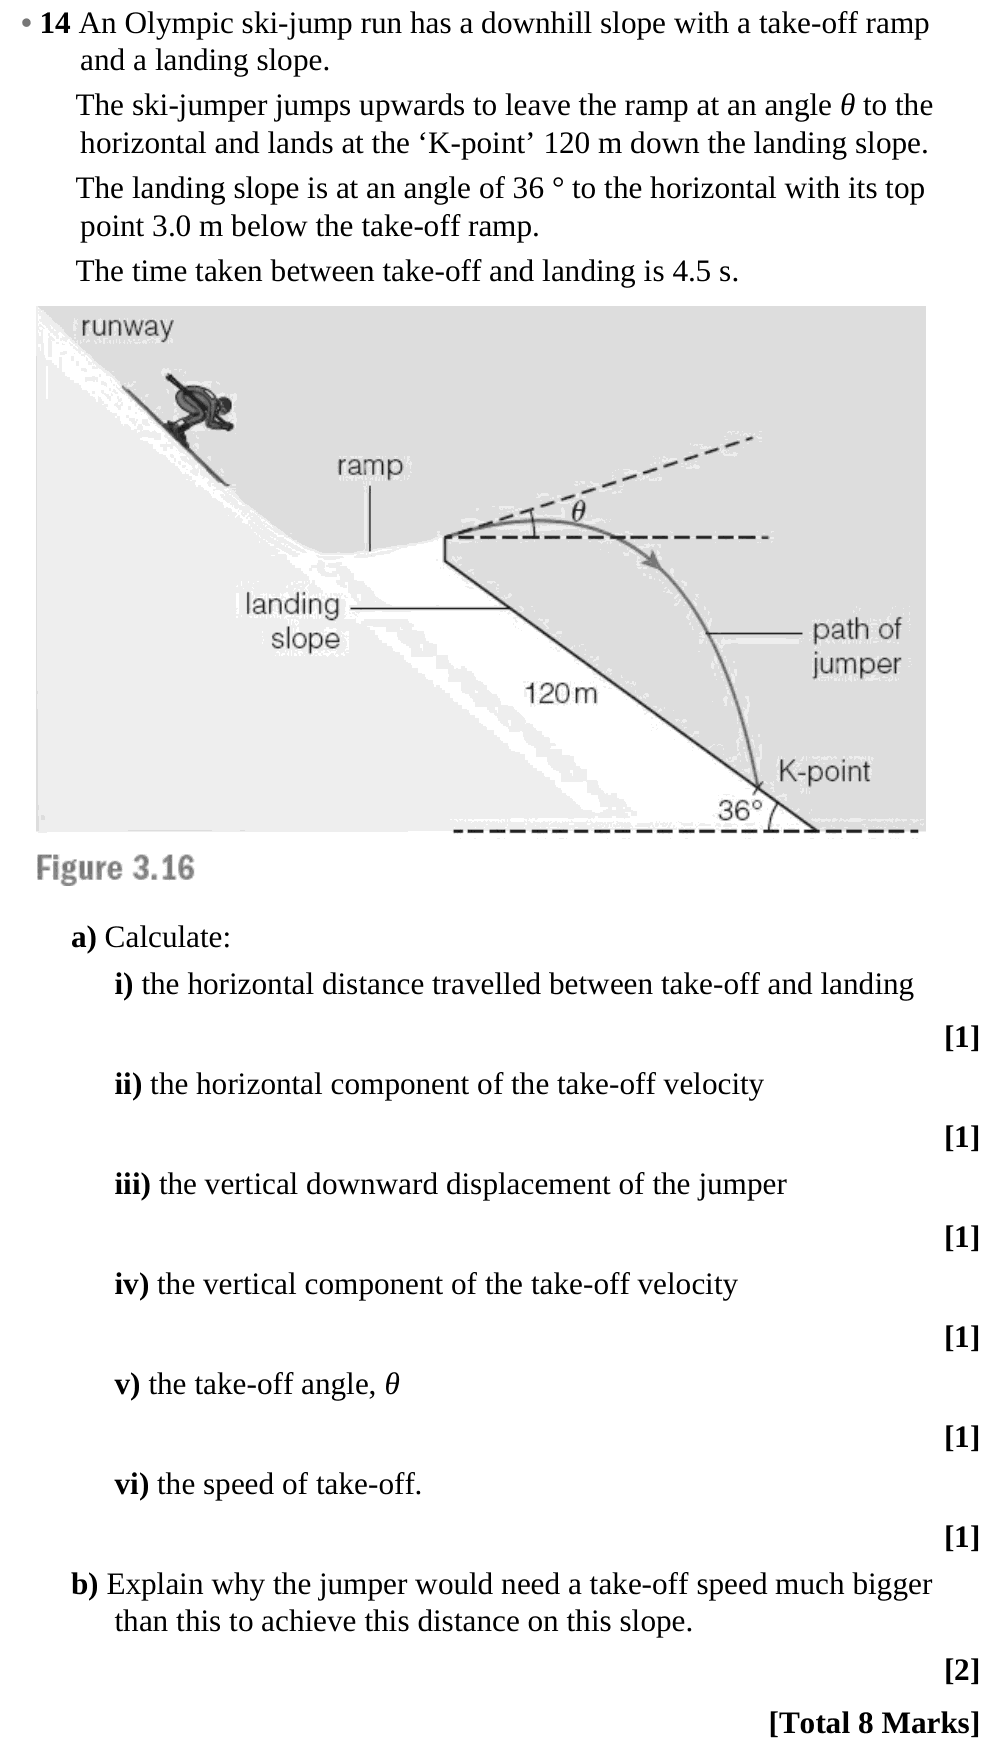 • 14 An Olympic ski-jump run has a downhill slope with a take-off ramp
and a landing slope.
The ski-jumper jumps upwards to leave the ramp at an angle θ to the
horizontal and lands at the ‘K-point’ 120 m down the landing slope.
The landing slope is at an angle of 36 ° to the horizontal with its top
point 3.0 m below the take-off ramp.
The time taken between take-off and landing is 4.5 s.
runway
ramp
θ
landing
slope
path of
jumper
120 m
K-point
36°
Figure 3.16
a) Calculate:
i) the horizontal distance travelled between take-off and landing
[1]
ii) the horizontal component of the take-off velocity
[1]
iii) the vertical downward displacement of the jumper
[1]
iv) the vertical component of the take-off velocity
[1]
v) the take-off angle, θ
[1]
vi) the speed of take-off.
[1]
b) Explain why the jumper would need a take-off speed much bigger
than this to achieve this distance on this slope.
[2]
[Total 8 Marks]